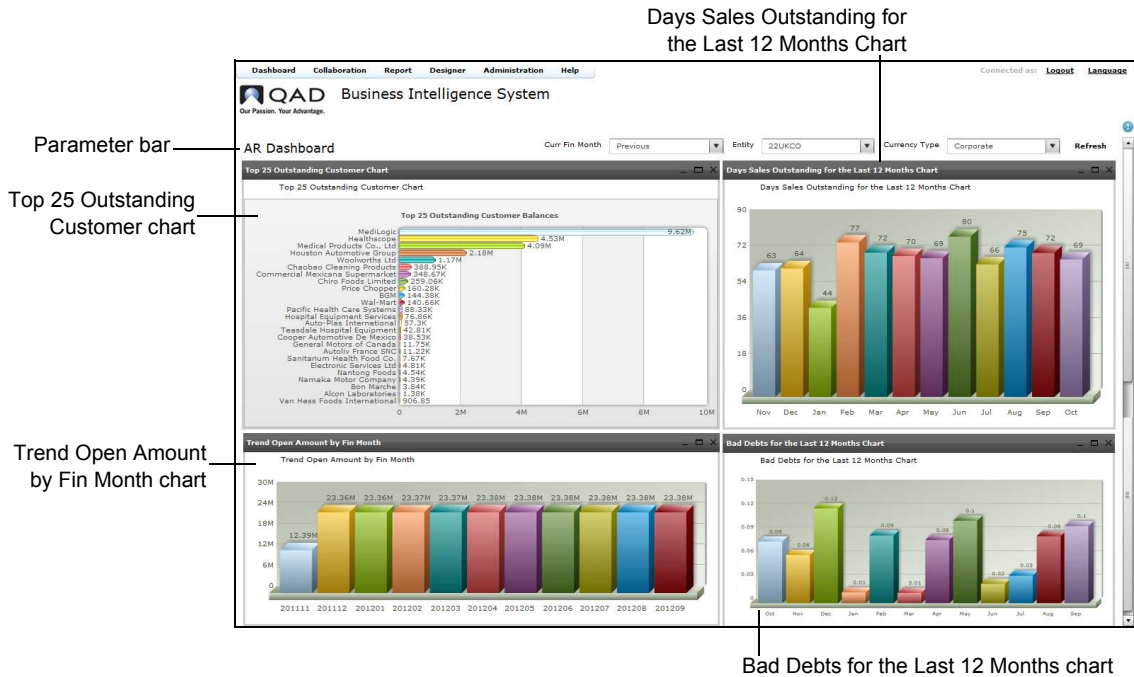 Days Sales Outstanding for
the Last 12 Months Chart
Dashboard Collaboration Report Designer Administration Help
Connected as: Logout Language
QAD Business Intelligence System
Our Passion. Your Advantage.
Parameter bar
AR Dashboard
Curr Fin Month Previous Entity 22UKCO Currency Type Corporate Refresh
Top 25 Outstanding
Customer chart
Top 25 Outstanding Customer Chart
Top 25 Outstanding Customer Chart
Top 25 Outstanding Customer Balances
MediLogic 9.62M
Healthscope 4.53M
Medical Products Co., Ltd 4.09M
Houston Automotive Group 2.18M
Woolworths Ltd 1.17M
Chaobao Cleaning Products 388.95K
Commercial Mexicana Supermarket 348.67K
Chiro Foods Limited 259.06K
Price Chopper 160.28K
BGM 144.38K
Wal-Mart 140.66K
Pacific Health Care Systems 88.33K
Hospital Equipment Services 76.86K
Auto-Plas International 57.3K
Teasdale Hospital Equipment 42.81K
Cooper Automotive De Mexico 38.53K
General Motors of Canada 11.75K
Autoliv France SNC 11.22K
Sanitarium Health Food Co. 7.67K
Electronic Services Ltd 4.81K
Nantong Foods 4.54K
Namaka Motor Company 4.39K
Bon Marche 3.84K
Alcon Laboratories 1.38K
Van Hess Foods International 906.85
0 2M 4M 6M 8M 10M
Days Sales Outstanding for the Last 12 Months Chart
Days Sales Outstanding for the Last 12 Months Chart
90
72
54
36
18
0
63 64 44 77 72 70 69 80 66 75 72 69
Nov Dec Jan Feb Mar Apr May Jun Jul Aug Sep Oct
Trend Open Amount
by Fin Month chart
Trend Open Amount by Fin Month
Trend Open Amount by Fin Month
30M
24M
18M
12M
6M
0
12.39M 23.36M 23.36M 23.37M 23.37M 23.38M 23.38M 23.38M 23.38M 23.38M 23.38M
201111 201112 201201 201202 201203 201204 201205 201206 201207 201208 201209
Bad Debts for the Last 12 Months Chart
Bad Debts for the Last 12 Months Chart
0.15
0.12
0.09
0.06
0.03
0
0.08 0.06 0.12 0.01 0.09 0.01 0.08 0.1 0.02 0.03 0.09 0.1
Oct Nov Dec Jan Feb Mar Apr May Jun Jul Aug Sep
Bad Debts for the Last 12 Months chart